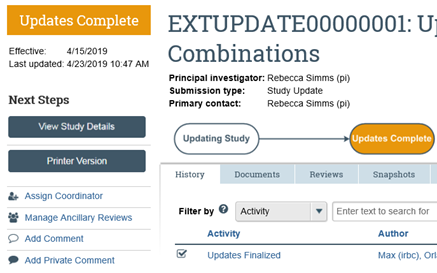 Updates Complete
Effective: 4/15/2019
Last updated: 4/23/2019 10:47 AM
Next Steps
View Study Details
Printer Version
Assign Coordinator
Manage Ancillary Reviews
Add Comment
Add Private Comment
EXTUPDATE00000001: Up
Combinations
Principal investigator: Rebecca Simms (pi)
Submission type: Study Update
Primary contact: Rebecca Simms (pi)
Updating Study
Updates Complete
History Documents Reviews Snapshots
Filter by ? Activity Enter text to search for
Activity Author
Updates Finalized Max (irbc), Orl